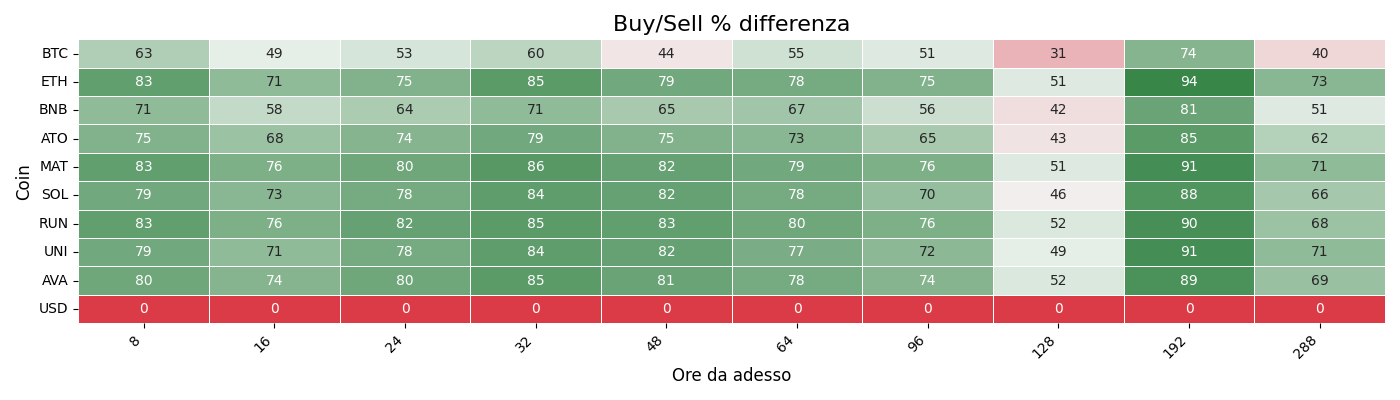 Buy/Sell % differenza
Coin
BTC 63 49 53 60 44 55 51 31 74 40
ETH 83 71 75 85 79 78 75 51 94 73
BNB 71 58 64 71 65 67 56 42 81 51
ATO 75 68 74 79 75 73 65 43 85 62
MAT 83 76 80 86 82 79 76 51 91 71
SOL 79 73 78 84 82 78 70 46 88 66
RUN 83 76 82 85 83 80 76 52 90 68
UNI 79 71 78 84 82 77 72 49 91 71
AVA 80 74 80 85 81 78 74 52 89 69
USD 0 0 0 0 0 0 0 0 0 0
8 16 24 32 48 64 96 128 192 288
Ore da adesso